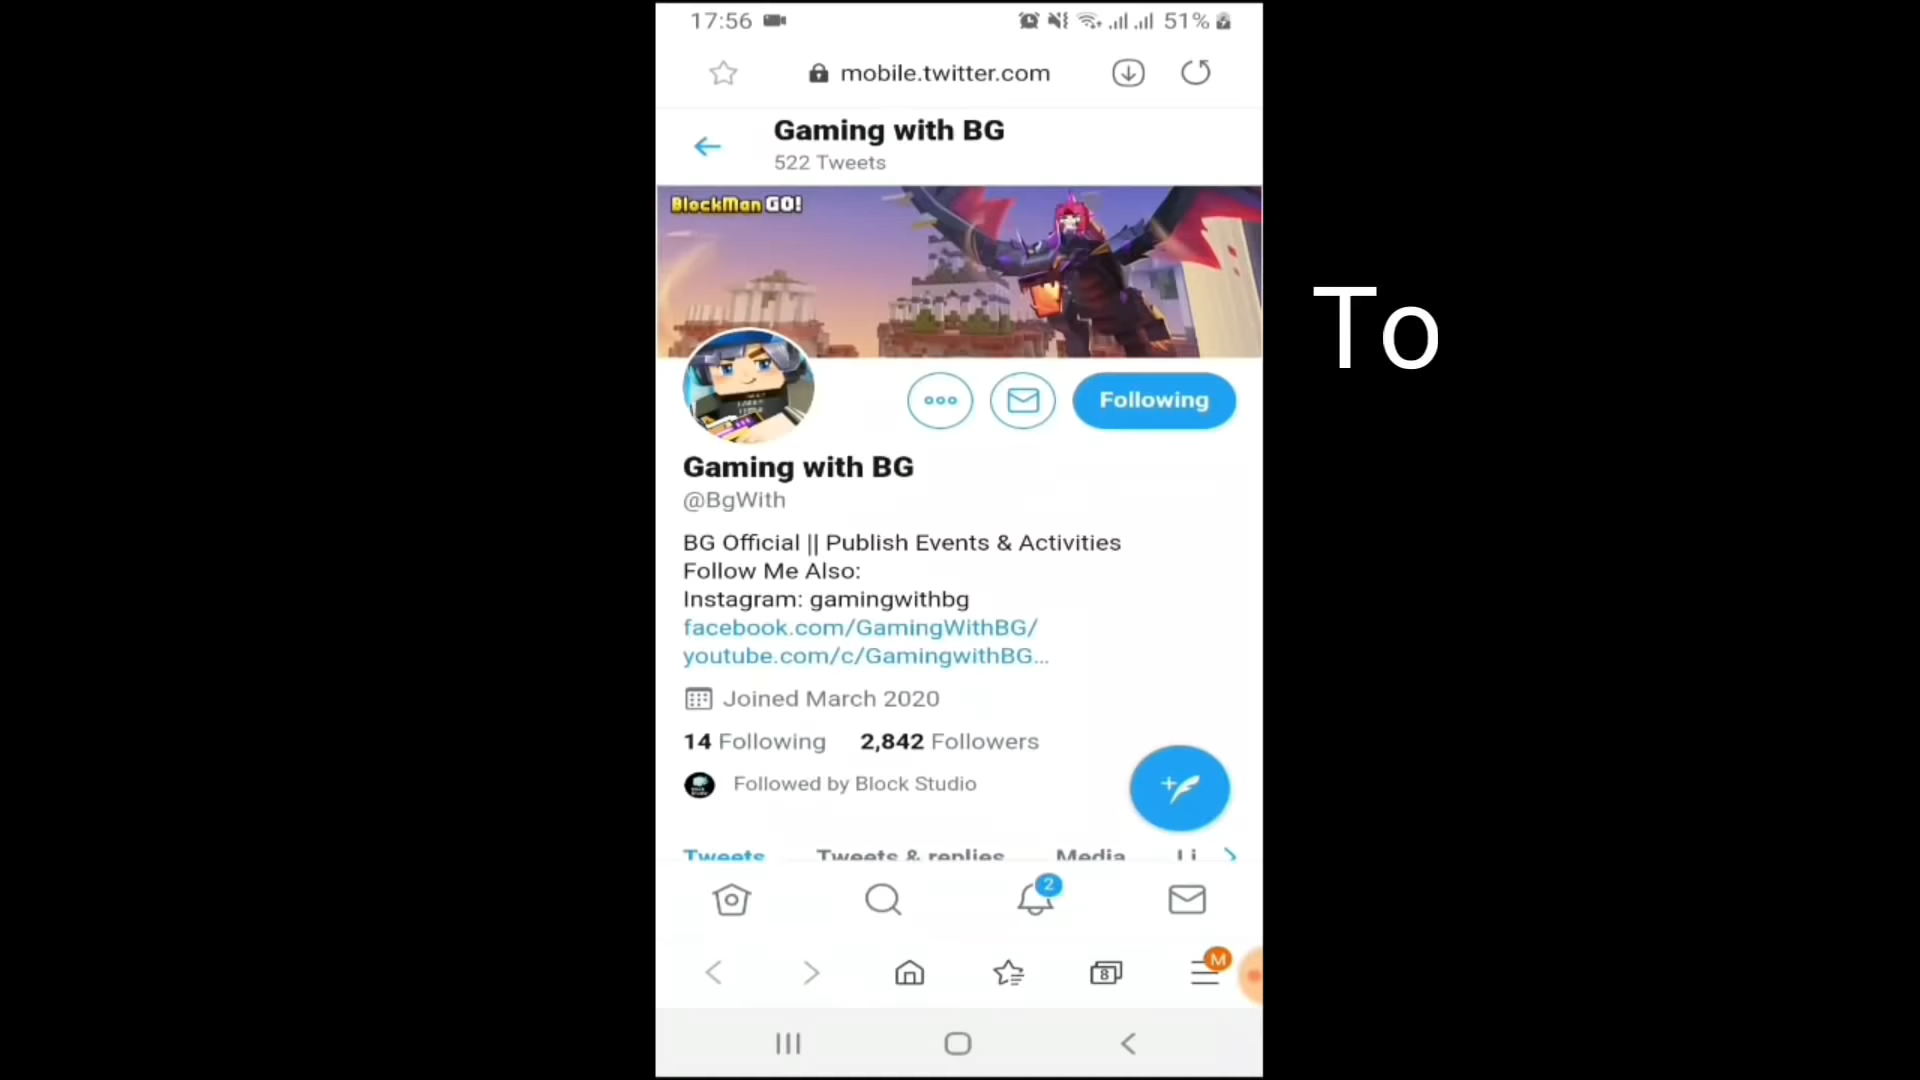 17:56
51%
mobile.twitter.com
Gaming with BG
522 Tweets
BlockMan GO!
To
Following
Gaming with BG
@BgWith
BG Official || Publish Events & Activities
Follow Me Also:
Instagram: gamingwithbg
facebook.com/GamingWithBG/
youtube.com/c/GamingwithBG...
Joined March 2020
14 Following 2,842 Followers
Followed by Block Studio
Tweets Tweets & replies Media Li
2
M
8